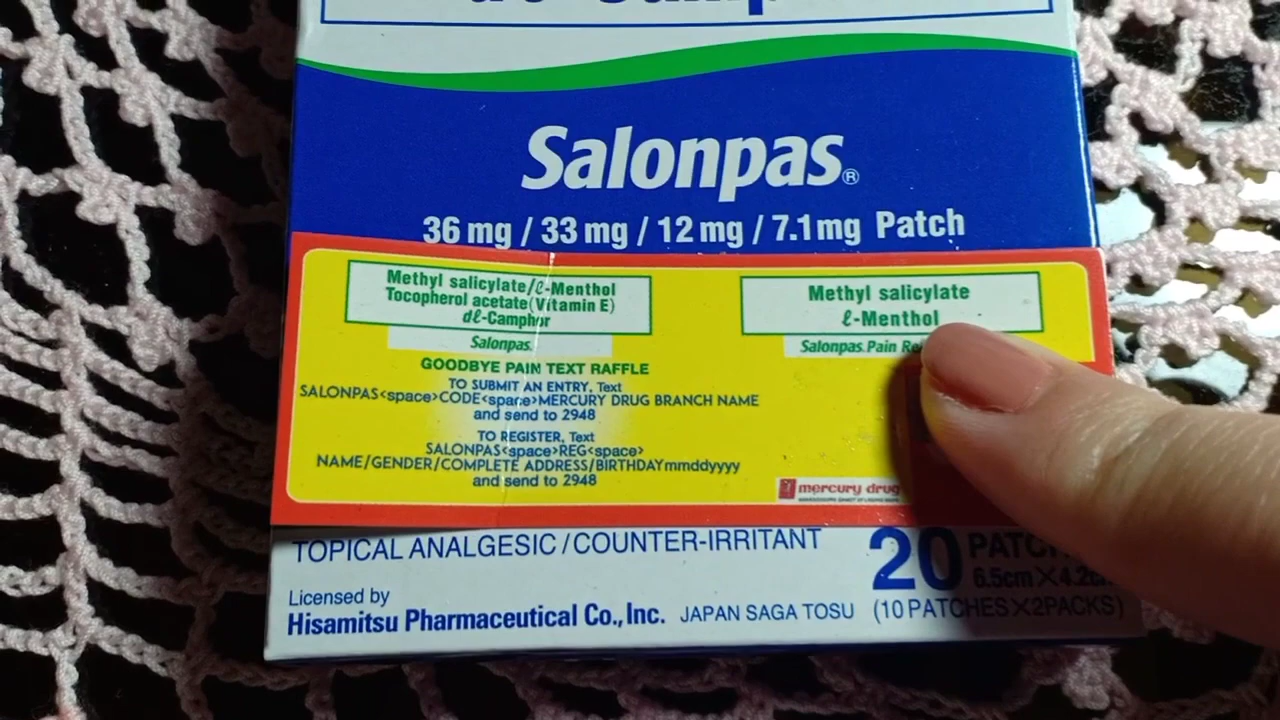 Salonpas®
36 mg / 33 mg / 12 mg / 7.1mg Patch
Methyl salicylate/ℓ-Menthol
Tocopherol acetate (Vitamin E)
dℓ-Camphor
Salonpas.
Methyl salicylate
ℓ-Menthol
Salonpas.Pain
GOODBYE PAIN TEXT RAFFLE
TO SUBMIT AN ENTRY, Text
SALONPAS<space>CODE<space>MERCURY DRUG BRANCH NAME
and send to 2948
TO REGISTER, Text
SALONPAS<space>REG<space>
NAME/GENDER/COMPLETE ADDRESS/BIRTHDAYmmddyyyy
and send to 2948
mercury drug
TOPICAL ANALGESIC / COUNTER-IRRITANT
20
6.5cm×4.2
(10 PATCHES×2PACKS)
Licensed by
Hisamitsu Pharmaceutical Co., Inc. JAPAN SAGA TOSU